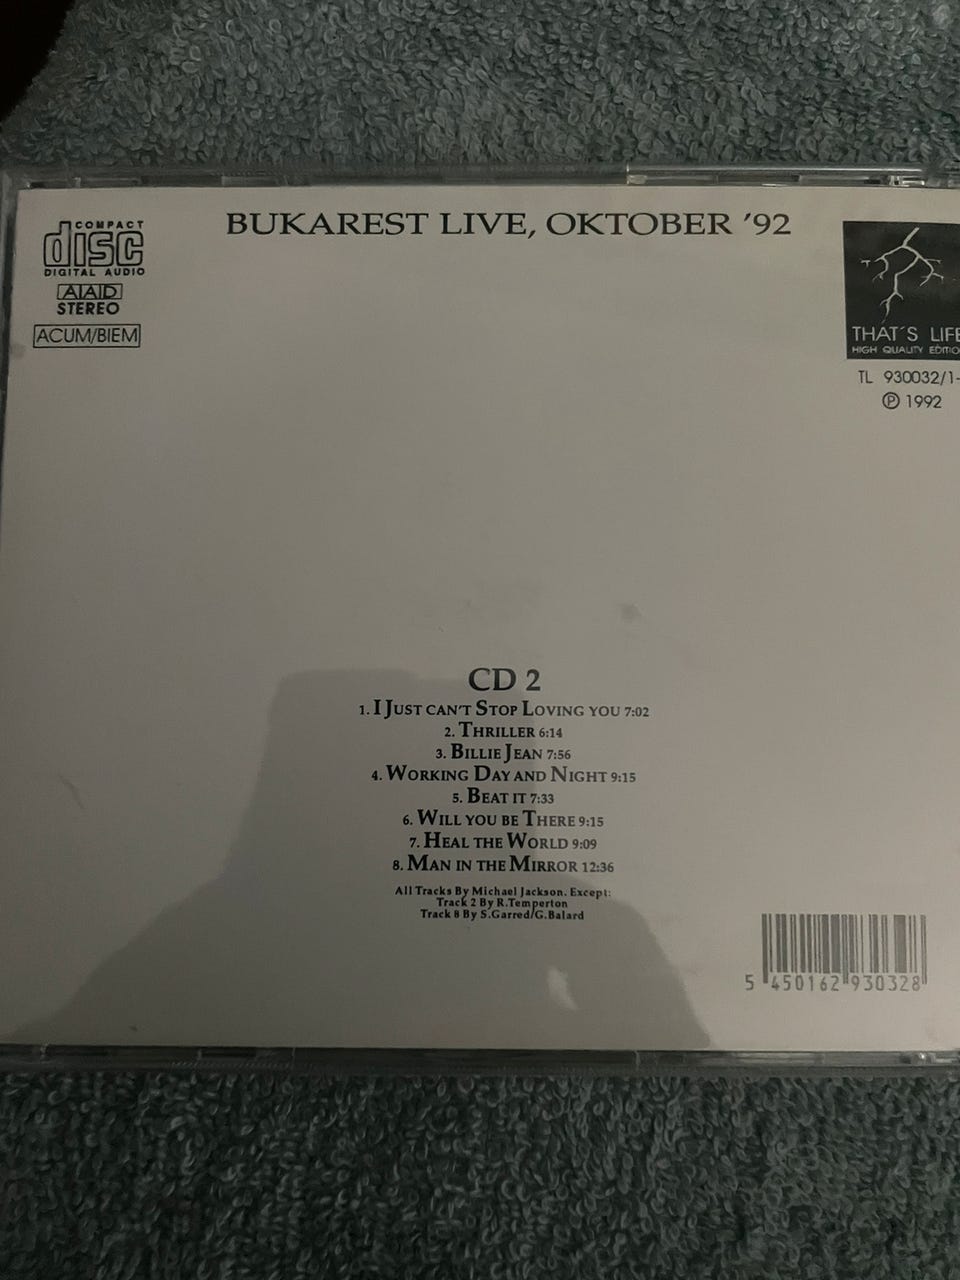 BUKAREST LIVE, OKTOBER '92
COMPACT
disc
DIGITAL AUDIO
AAD
STEREO
ACUM/BIEM
THAT´S LIFE
HIGH QUALITY EDITIO
TL 930032/1-
Ⓟ 1992
CD 2
1. I JUST CAN'T STOP LOVING YOU 7:02
2. THRILLER 6:14
3. BILLIE JEAN 7:56
4. WORKING DAY AND NIGHT 9:15
5. BEAT IT 7:33
6. WILL YOU BE THERE 9:15
7. HEAL THE WORLD 9:09
8. MAN IN THE MIRROR 12:36
All Tracks By Michael Jackson. Except:
Track 2 By R.Temperton
Track 8 By S.Garred/G.Balard
5 450162 930328